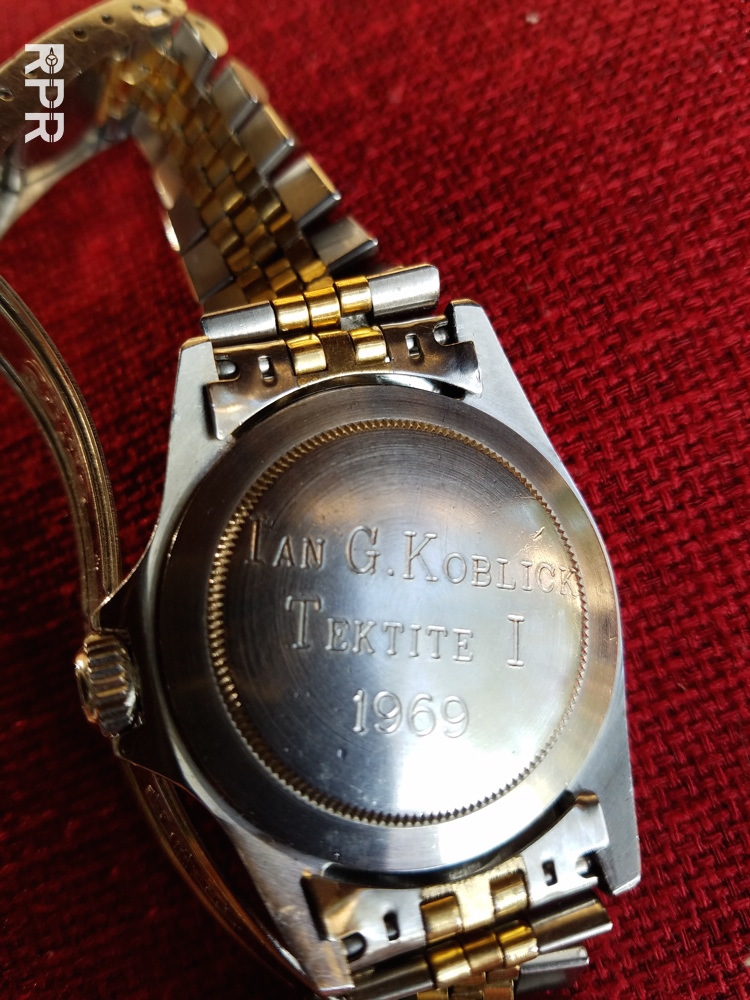 RPR
IAN G. KOBLICK
TEKTITE I
1969